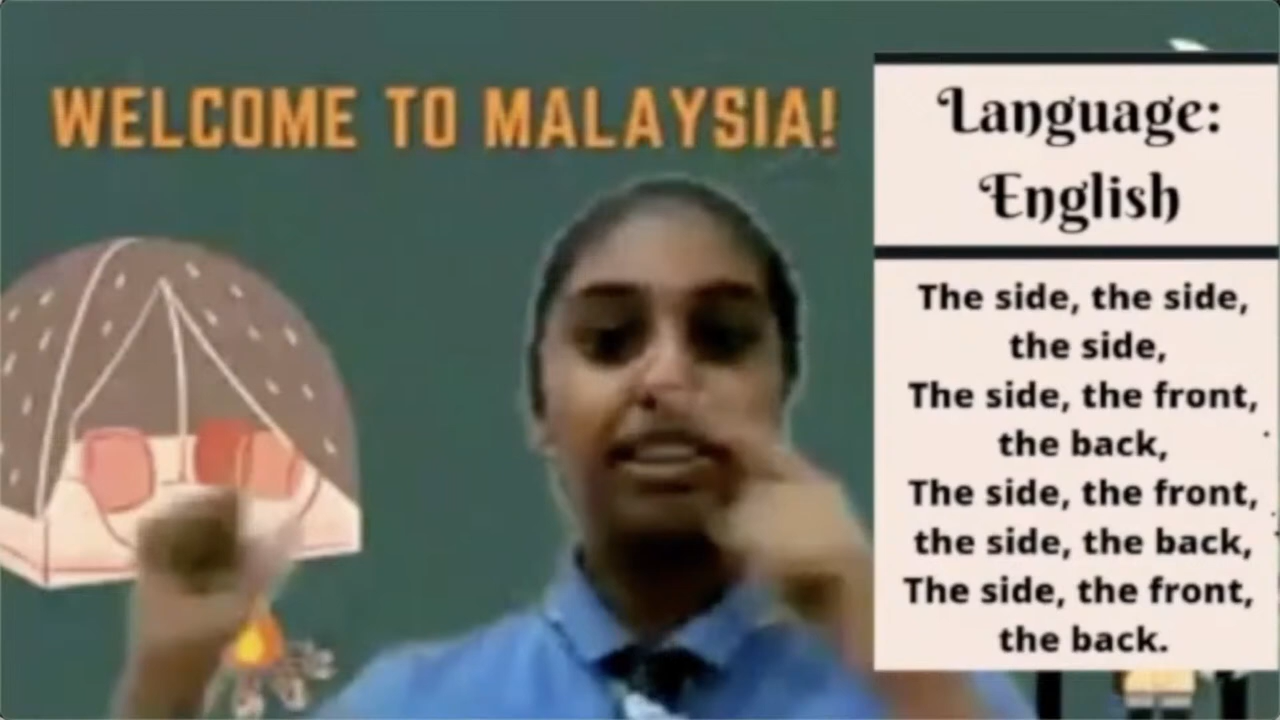 WELCOME TO MALAYSIA!
Language:
English
The side, the side,
the side,
The side, the front,
the back,
The side, the front,
the side, the back,
The side, the front,
the back.